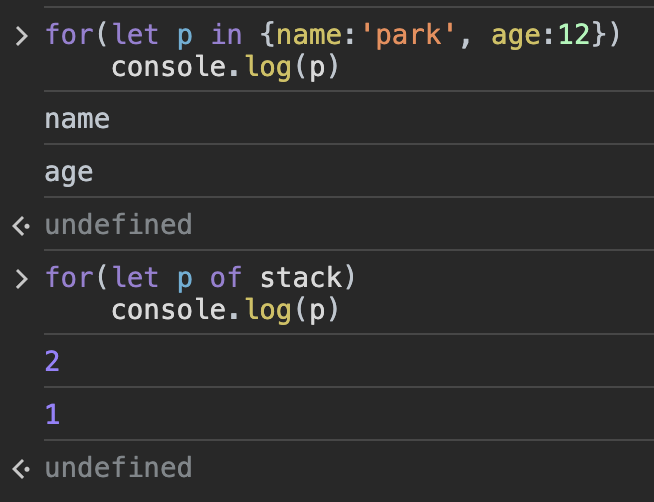 for(let p in {name:'park', age:12})
console.log(p)
name
age
undefined
for(let p of stack)
console.log(p)
2
1
undefined